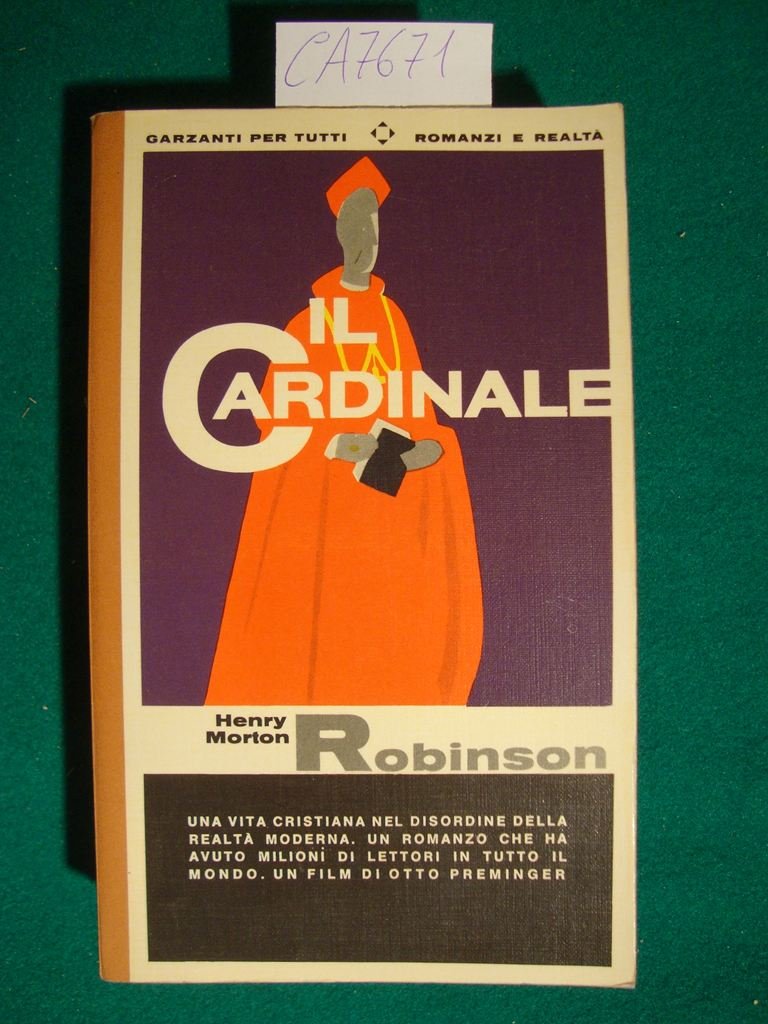 CA7671
GARZANTI PER TUTTI ROMANZI E REALTÀ
IL
CARDINALE
Henry
Morton Robinson
UNA VITA CRISTIANA NEL DISORDINE DELLA
REALTÀ MODERNA. UN ROMANZO CHE HA
AVUTO MILIONI DI LETTORI IN TUTTO IL
MONDO. UN FILM DI OTTO PREMINGER